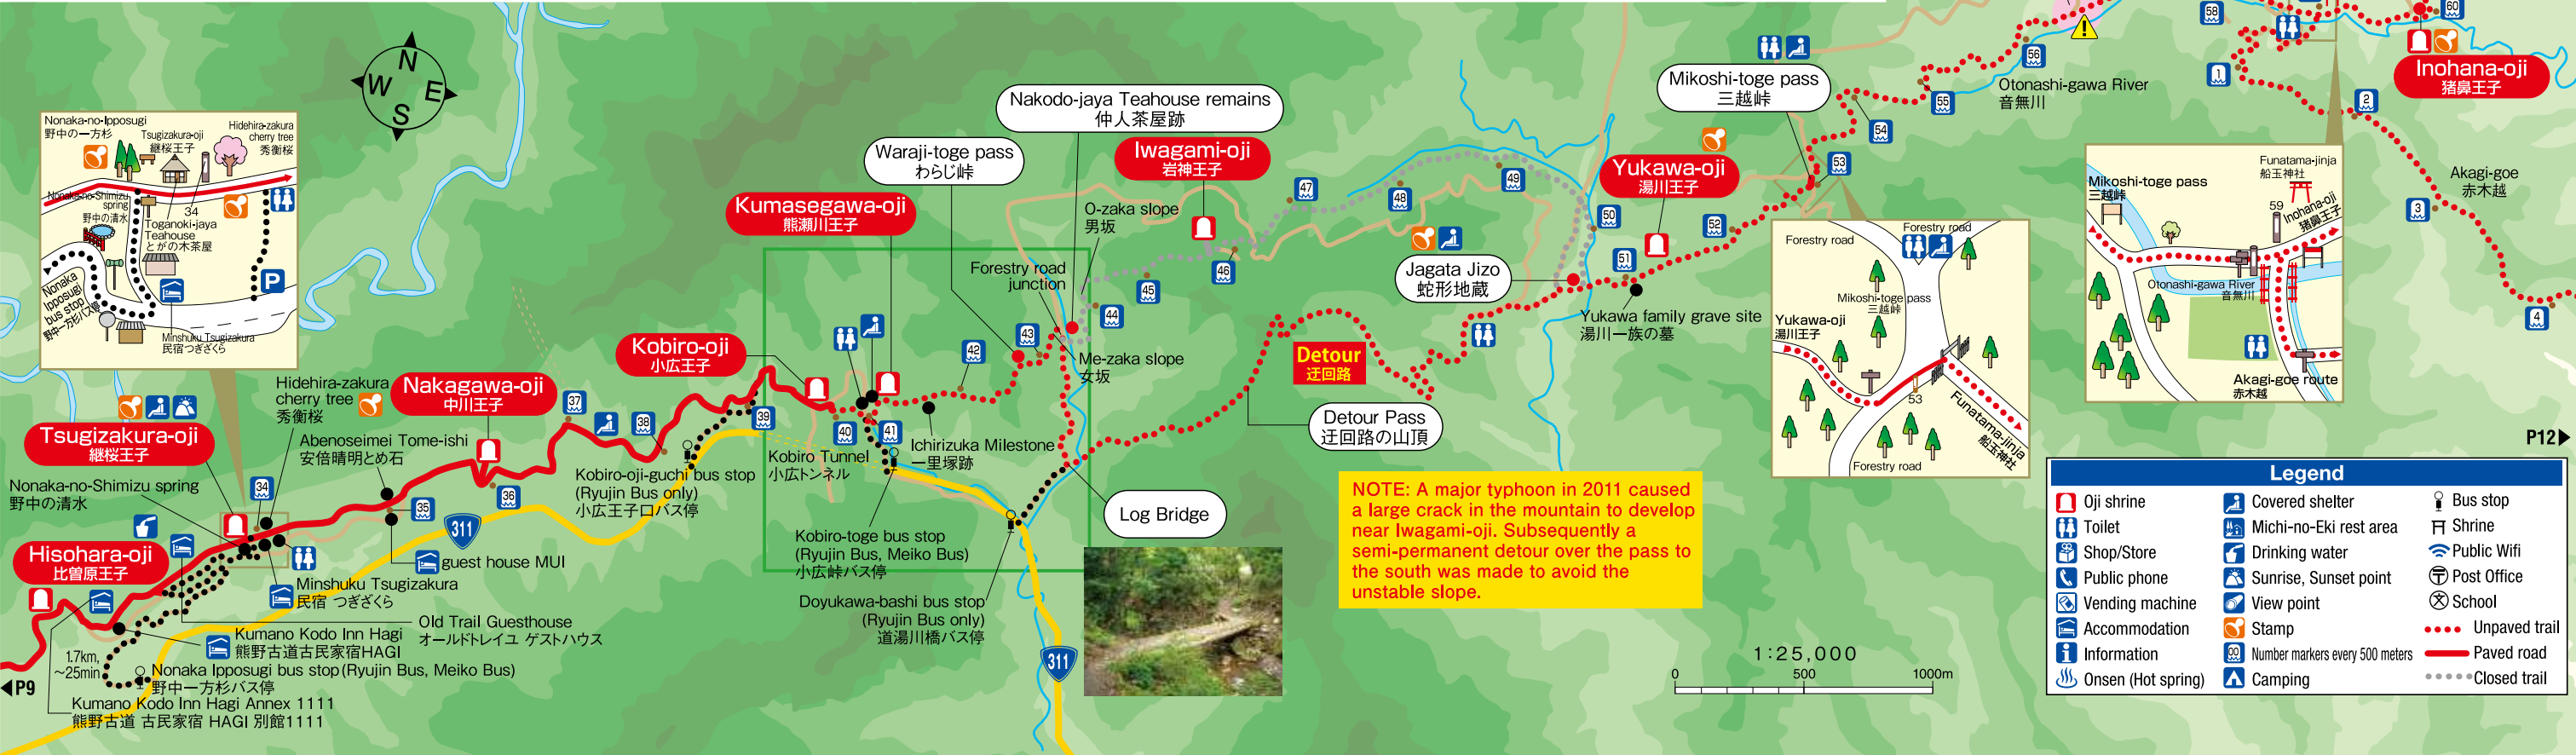 N
W
E
S
Nonaka-no-Ipposugi
野中の一方杉
Tsugizakura-oji
継桜王子
Hidehira-zakura
cherry tree
秀衡桜
Nonaka-no-Shimizu
spring
野中の清水
34
Toganoki-jaya
Teahouse
とがの木茶屋
Nonaka
Ipposugi
bus stop
野中一方杉バス停
P
Minshuku Tsugizakura
民宿つぎざくら
Tsugizakura-oji
継桜王子
Nonaka-no-Shimizu spring
野中の清水
34
Hisohara-oji
比曽原王子
Hidehira-zakura
cherry tree
秀衡桜
Abenoseimei Tome-ishi
安倍晴明とめ石
35
Nakagawa-oji
中川王子
36
311
guest house MUI
Minshuku Tsugizakura
民宿 つぎざくら
Old Trail Guesthouse
オールドトレイユ ゲストハウス
Kumano Kodo Inn Hagi
熊野古道古民家宿HAGI
1.7km,
~25min
Nonaka Ipposugi bus stop (Ryujin Bus, Meiko Bus)
野中一方杉バス停
◀P9
Kumano Kodo Inn Hagi Annex 1111
熊野古道 古民家宿 HAGI 別館1111
37
38
Kobiro-oji
小広王子
39
Kobiro-oji-guchi bus stop
(Ryujin Bus only)
小広王子口バス停
Kumasegawa-oji
熊瀬川王子
40
41
Kobiro Tunnel
小広トンネル
Ichirizuka Milestone
一里塚跡
Kobiro-toge bus stop
(Ryujin Bus, Meiko Bus)
小広峠バス停
Doyukawa-bashi bus stop
(Ryujin Bus only)
道湯川橋バス停
311
Waraji-toge pass
わらじ峠
42
43
Nakodo-jaya Teahouse remains
仲人茶屋跡
Forestry road
junction
O-zaka slope
男坂
Me-zaka slope
女坂
44
45
Log Bridge
Iwagami-oji
岩神王子
46
47
48
49
50
Detour
迂回路
Detour Pass
迂回路の山頂
Jagata Jizo
蛇形地蔵
51
Yukawa family grave site
湯川一族の墓
Yukawa-oji
湯川王子
52
53
Mikoshi-toge pass
三越峠
54
55
56
Otonashi-gawa River
音無川
NOTE: A major typhoon in 2011 caused
a large crack in the mountain to develop
near Iwagami-oji. Subsequently a
semi-permanent detour over the pass to
the south was made to avoid the
unstable slope.
1:25,000
0
500
1000m
Forestry road
Forestry road
Mikoshi-toge pass
三越峠
Yukawa-oji
湯川王子
53
Funatama-jinja
船玉神社
Forestry road
58
60
Inohana-oji
猪鼻王子
1
2
Akagi-goe
赤木越
3
4
Funatama-jinja
船玉神社
Mikoshi-toge pass
三越峠
59
Inohana-oji
猪鼻王子
Otonashi-gawa River
音無川
Akagi-goe route
赤木越
P12▶
Legend
Oji shrine
Toilet
Shop/Store
Public phone
Vending machine
Accommodation
Information
Onsen (Hot spring)
Covered shelter
Michi-no-Eki rest area
Drinking water
Sunrise, Sunset point
View point
Stamp
00
Number markers every 500 meters
Camping
Bus stop
Shrine
Public Wifi
Post Office
School
Unpaved trail
Paved road
Closed trail